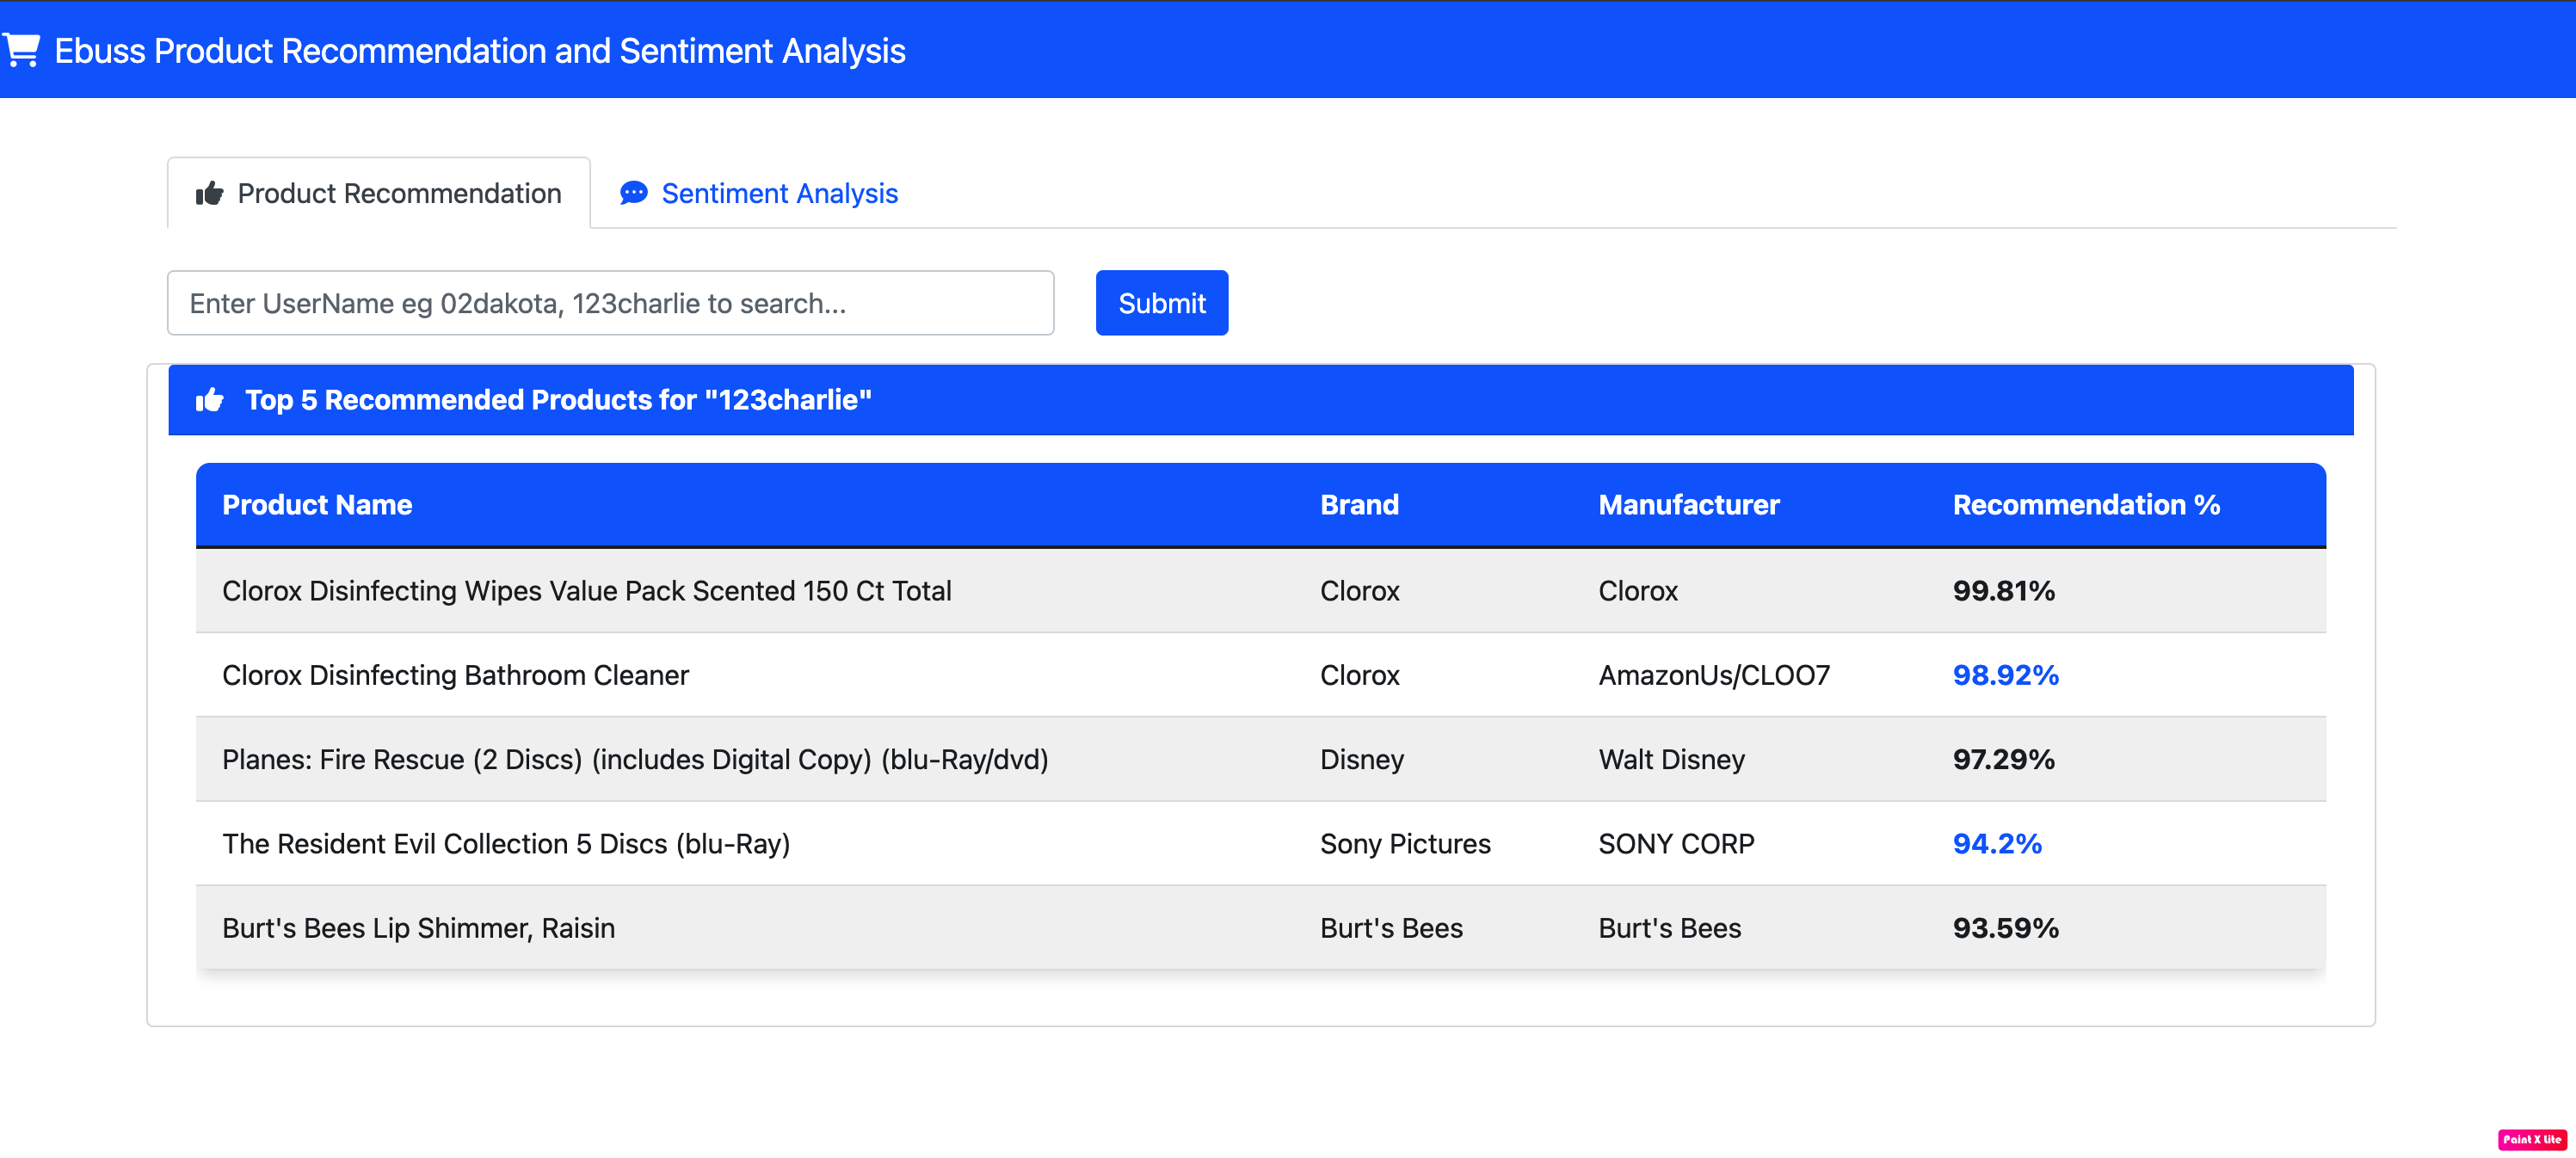 Ebuss Product Recommendation and Sentiment Analysis
Product Recommendation Sentiment Analysis
Enter UserName eg 02dakota, 123charlie to search... Submit
Top 5 Recommended Products for "123charlie"
Product Name Brand Manufacturer Recommendation %
Clorox Disinfecting Wipes Value Pack Scented 150 Ct Total Clorox Clorox 99.81%
Clorox Disinfecting Bathroom Cleaner Clorox AmazonUs/CLOO7 98.92%
Planes: Fire Rescue (2 Discs) (includes Digital Copy) (blu-Ray/dvd) Disney Walt Disney 97.29%
The Resident Evil Collection 5 Discs (blu-Ray) Sony Pictures SONY CORP 94.2%
Burt's Bees Lip Shimmer, Raisin Burt's Bees Burt's Bees 93.59%
Paint X lite